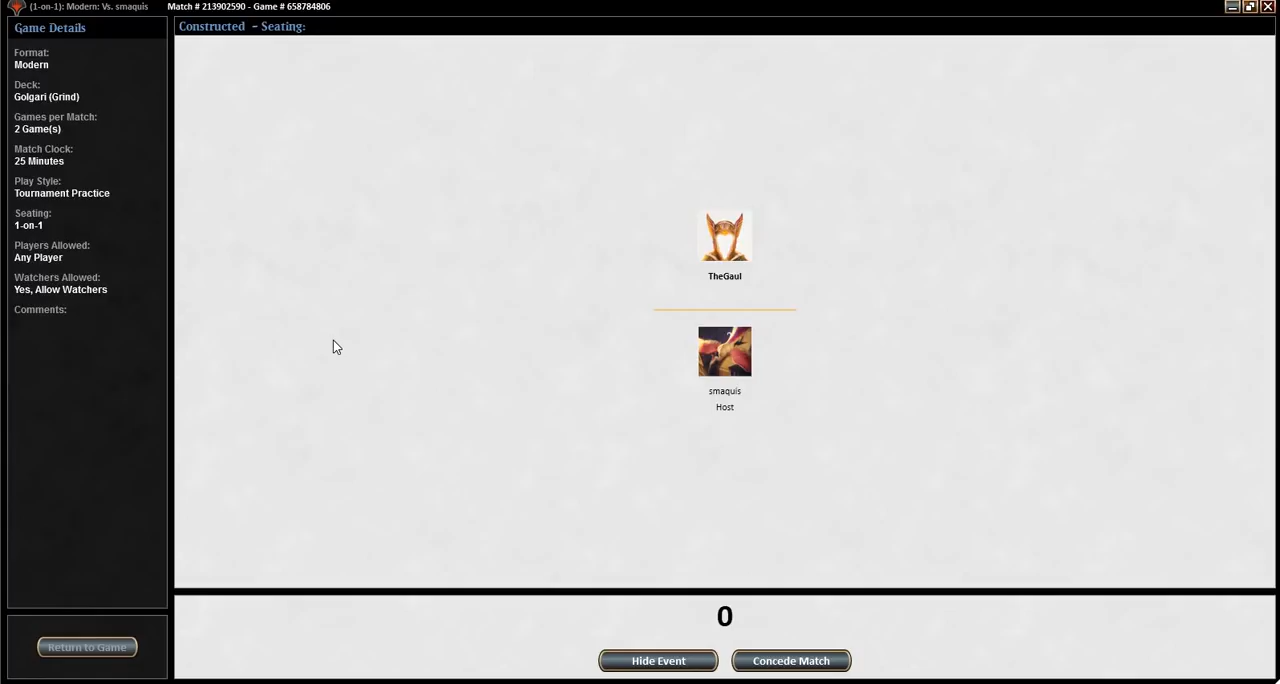 (1-on-1): Modern: Vs. smaquis
Match # 213902590 - Game # 658784806
Game Details
Format:
Modern
Deck:
Golgari (Grind)
Games per Match:
2 Game(s)
Match Clock:
25 Minutes
Play Style:
Tournament Practice
Seating:
1-on-1
Players Allowed:
Any Player
Watchers Allowed:
Yes, Allow Watchers
Comments:
Return to Game
Constructed - Seating:
TheGaul
smaquis
Host
0
Hide Event
Concede Match